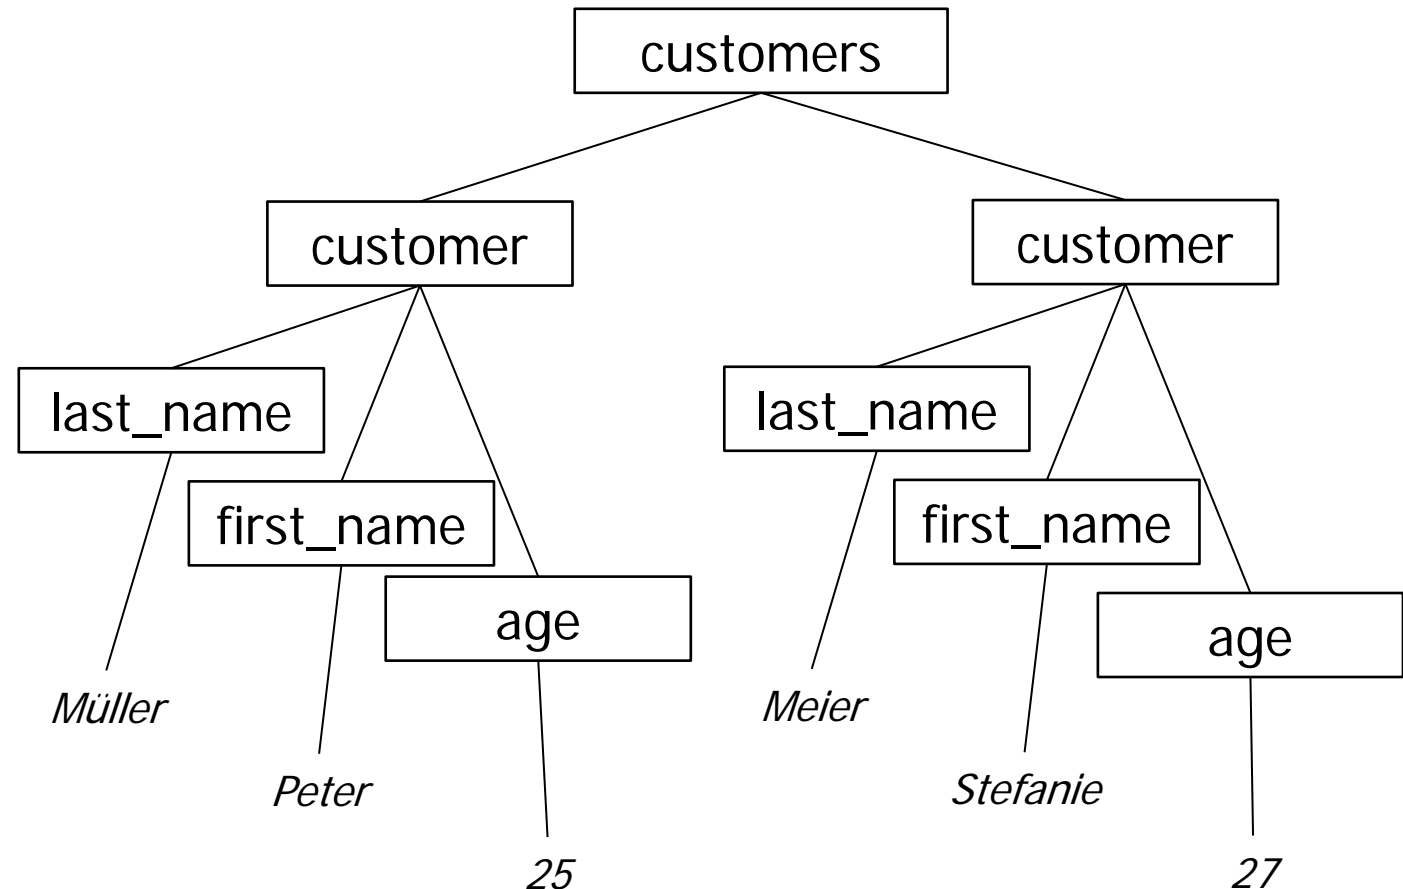 customers
customer
customer
last_name
last_name
first_name
first_name
age
age
Müller
Meier
Peter
Stefanie
25
27